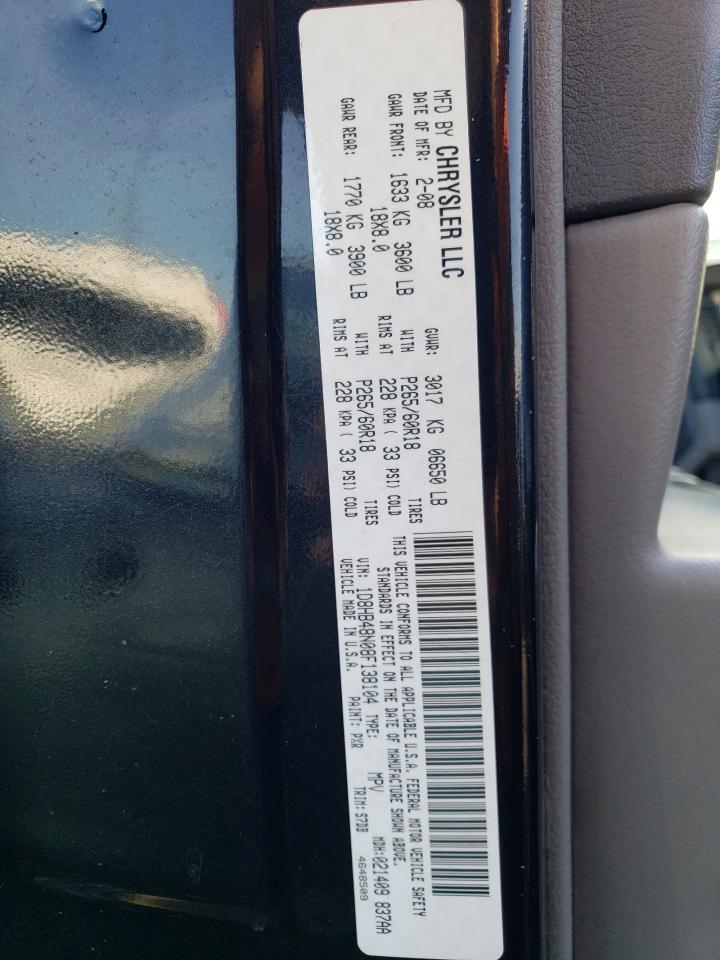 MFD BY CHRYSLER LLC
DATE OF MFR: 2-08 GVWR: 3017 KG 06650 LB
GAWR FRONT: 1633 KG 3600 LB WITH P265/60R18 TIRES
18X8.0 RIMS AT 228 KPA ( 33 PSI) COLD
GAWR REAR: 1770 KG 3900 LB WITH P265/60R18 TIRES
18X8.0 RIMS AT 228 KPA ( 33 PSI) COLD
THIS VEHICLE CONFORMS TO ALL APPLICABLE U.S.A. FEDERAL MOTOR VEHICLE SAFETY
STANDARDS IN EFFECT ON THE DATE OF MANUFACTURE SHOWN ABOVE.
VIN: 1D8HB48N08F138104 TYPE: MPV MDH:021409 837AA
VEHICLE MADE IN U.S.A. PAINT: PXR TRIM: S7DB 4648509